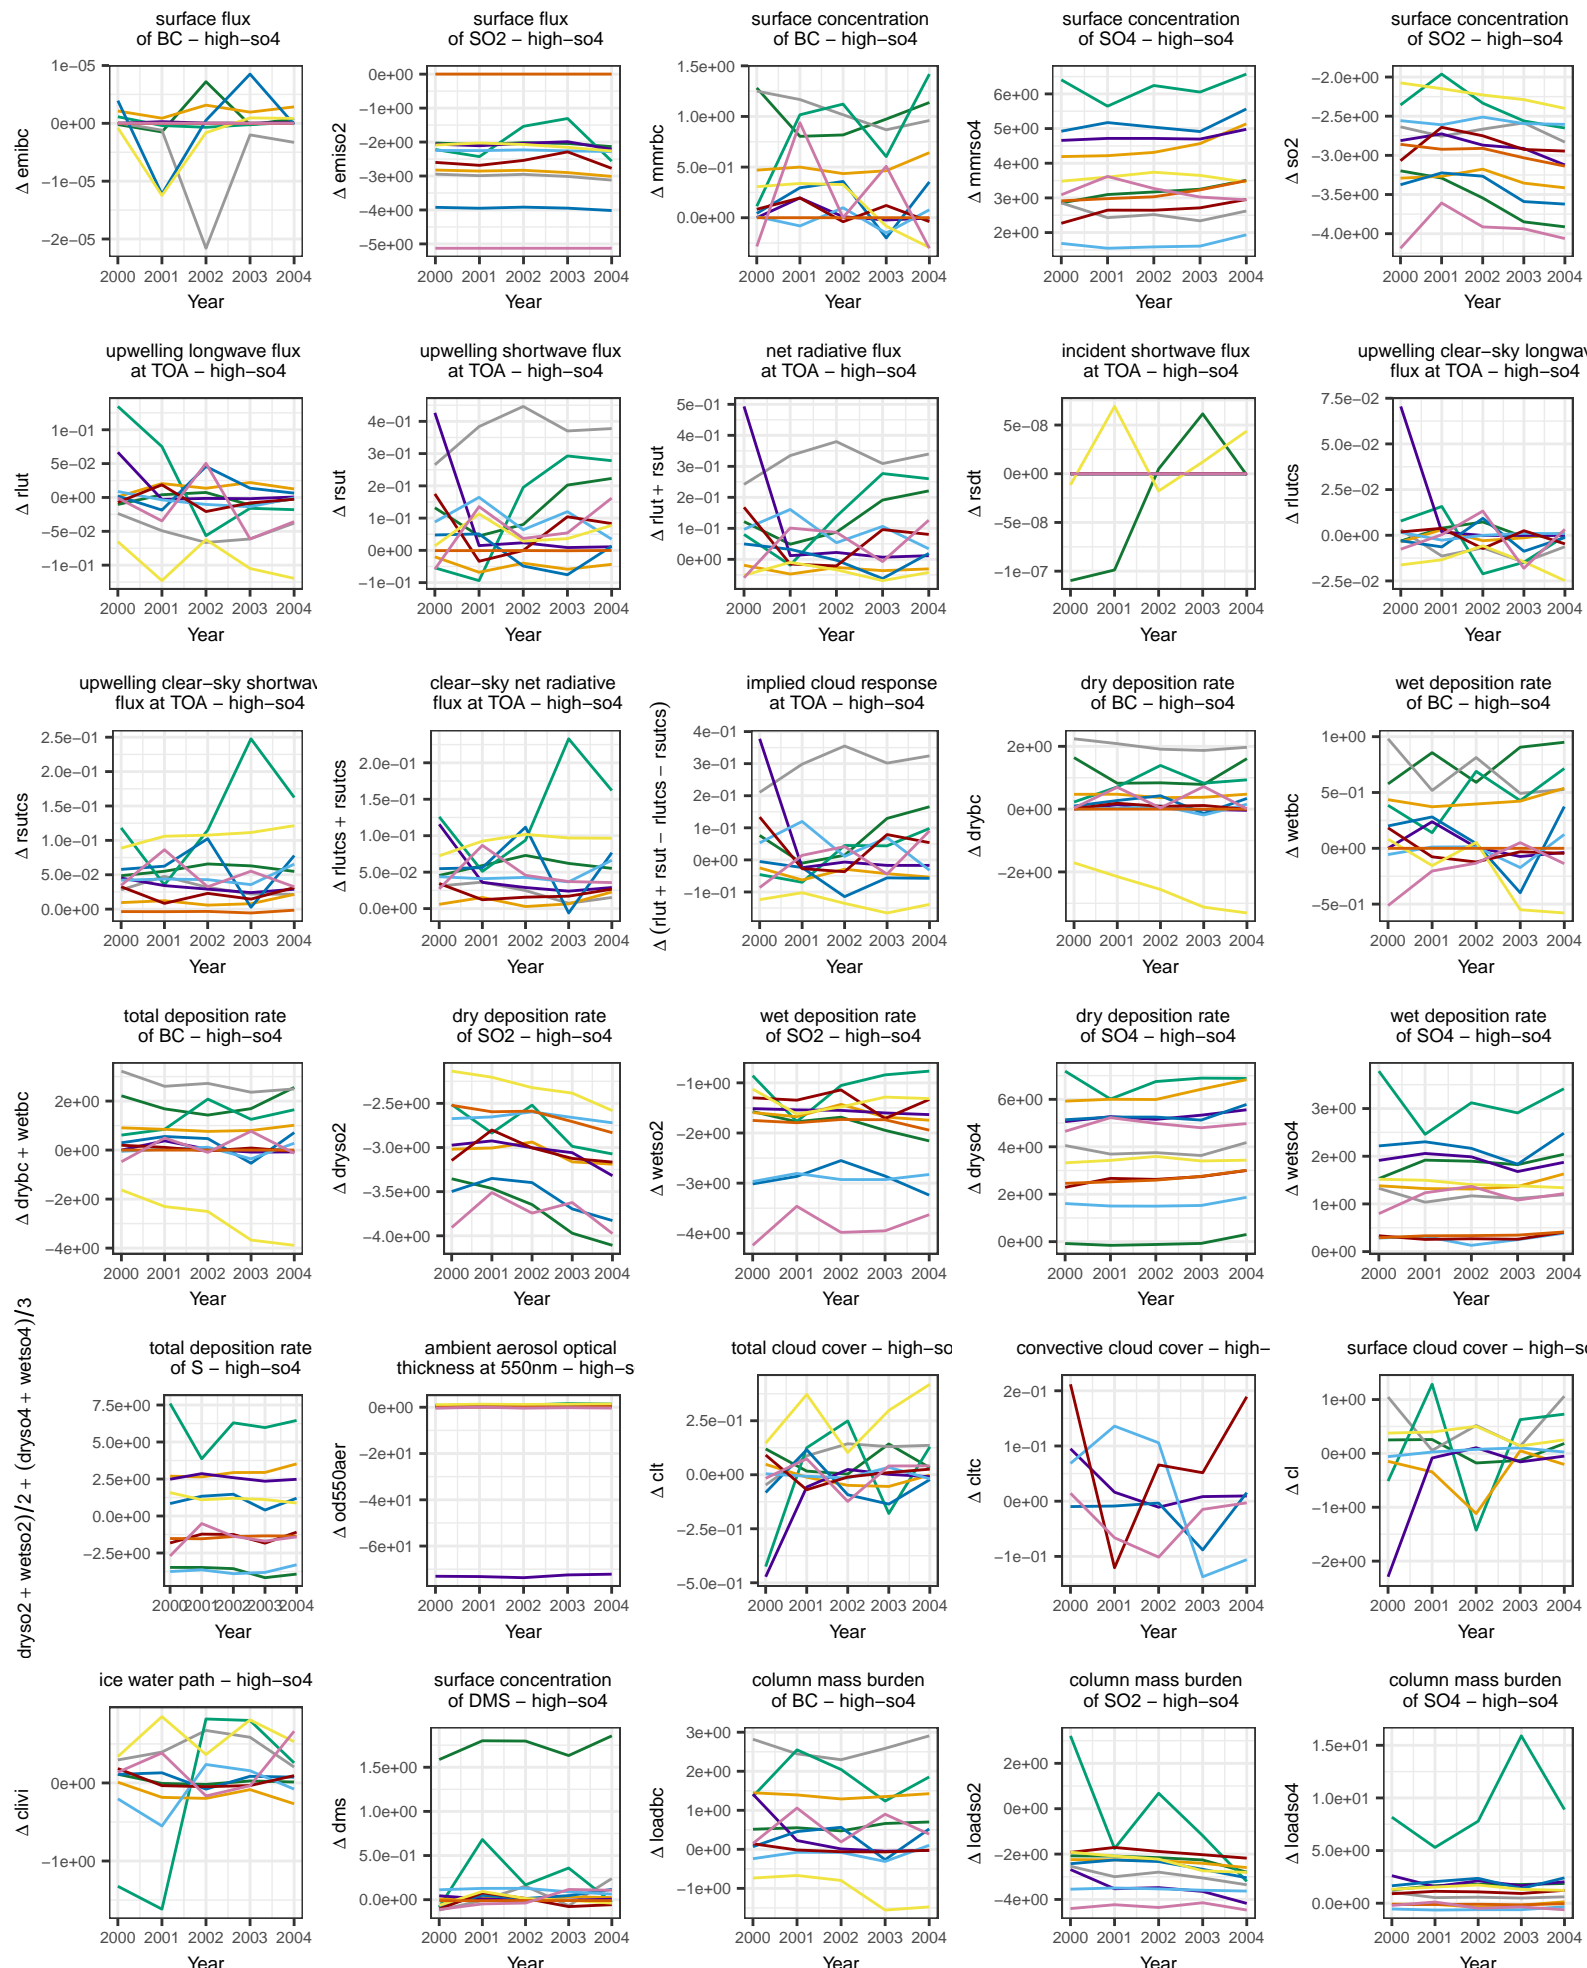 surface flux
of BC − high−so4
surface flux
of SO2 − high−so4
surface concentration
of BC − high−so4
surface concentration
of SO4 − high−so4
surface concentration
of SO2 − high−so4
1e−05
0e+00
−1e−05
−2e−05
Δ emibc
2000 2001 2002 2003 2004
Year
0e+00
−1e+00
−2e+00
−3e+00
−4e+00
−5e+00
Δ emiso2
2000 2001 2002 2003 2004
Year
1.5e+00
1.0e+00
5.0e−01
0.0e+00
Δ mmrbc
2000 2001 2002 2003 2004
Year
6e+00
5e+00
4e+00
3e+00
2e+00
Δ mmrso4
2000 2001 2002 2003 2004
Year
−2.0e+00
−2.5e+00
−3.0e+00
−3.5e+00
−4.0e+00
Δ so2
2000 2001 2002 2003 2004
Year
upwelling longwave flux
at TOA − high−so4
upwelling shortwave flux
at TOA − high−so4
net radiative flux
at TOA − high−so4
incident shortwave flux
at TOA − high−so4
upwelling clear−sky longwav
flux at TOA − high−so4
1e−01
5e−02
0e+00
−5e−02
−1e−01
Δ rlut
2000 2001 2002 2003 2004
Year
4e−01
3e−01
2e−01
1e−01
0e+00
−1e−01
Δ rsut
2000 2001 2002 2003 2004
Year
5e−01
4e−01
3e−01
2e−01
1e−01
0e+00
Δ rlut + rsut
2000 2001 2002 2003 2004
Year
5e−08
0e+00
−5e−08
−1e−07
Δ rsdt
2000 2001 2002 2003 2004
Year
7.5e−02
5.0e−02
2.5e−02
0.0e+00
−2.5e−02
Δ rlutcs
2000 2001 2002 2003 2004
Year
upwelling clear−sky shortwav
flux at TOA − high−so4
clear−sky net radiative
flux at TOA − high−so4
implied cloud response
at TOA − high−so4
dry deposition rate
of BC − high−so4
wet deposition rate
of BC − high−so4
2.5e−01
2.0e−01
1.5e−01
1.0e−01
5.0e−02
0.0e+00
Δ rsutcs
2000 2001 2002 2003 2004
Year
2.0e−01
1.5e−01
1.0e−01
5.0e−02
0.0e+00
Δ rlutcs + rsutcs
2000 2001 2002 2003 2004
Year
4e−01
3e−01
2e−01
1e−01
0e+00
−1e−01
Δ (rlut + rsut − rlutcs − rsutcs)
2000 2001 2002 2003 2004
Year
2e+00
0e+00
−2e+00
Δ drybc
2000 2001 2002 2003 2004
Year
1e+00
5e−01
0e+00
−5e−01
Δ wetbc
2000 2001 2002 2003 2004
Year
total deposition rate
of BC − high−so4
dry deposition rate
of SO2 − high−so4
wet deposition rate
of SO2 − high−so4
dry deposition rate
of SO4 − high−so4
wet deposition rate
of SO4 − high−so4
2e+00
0e+00
−2e+00
−4e+00
Δ drybc + wetbc
2000 2001 2002 2003 2004
Year
−2.5e+00
−3.0e+00
−3.5e+00
−4.0e+00
Δ dryso2
2000 2001 2002 2003 2004
Year
−1e+00
−2e+00
−3e+00
−4e+00
Δ wetso2
2000 2001 2002 2003 2004
Year
6e+00
4e+00
2e+00
0e+00
Δ dryso4
2000 2001 2002 2003 2004
Year
3e+00
2e+00
1e+00
0e+00
Δ wetso4
2000 2001 2002 2003 2004
Year
total deposition rate
of S − high−so4
ambient aerosol optical
thickness at 550nm − high−s
total cloud cover − high−so
convective cloud cover − high−
surface cloud cover − high−s
7.5e+00
5.0e+00
2.5e+00
0.0e+00
−2.5e+00
dryso2 + wetso2)/2 + (dryso4 + wetso4)/3
2000 2001 2002 2003 2004
Year
0e+00
−2e+01
−4e+01
−6e+01
Δ od550aer
2000 2001 2002 2003 2004
Year
2.5e−01
0.0e+00
−2.5e−01
−5.0e−01
Δ clt
2000 2001 2002 2003 2004
Year
2e−01
1e−01
0e+00
−1e−01
Δ cltc
2000 2001 2002 2003 2004
Year
1e+00
0e+00
−1e+00
−2e+00
Δ cl
2000 2001 2002 2003 2004
Year
ice water path − high−so4
surface concentration
of DMS − high−so4
column mass burden
of BC − high−so4
column mass burden
of SO2 − high−so4
column mass burden
of SO4 − high−so4
0e+00
−1e+00
Δ clivi
2000 2001 2002 2003 2004
Year
1.5e+00
1.0e+00
5.0e−01
0.0e+00
Δ dms
2000 2001 2002 2003 2004
Year
3e+00
2e+00
1e+00
0e+00
−1e+00
Δ loadbc
2000 2001 2002 2003 2004
Year
2e+00
0e+00
−2e+00
−4e+00
Δ loadso2
2000 2001 2002 2003 2004
Year
1.5e+01
1.0e+01
5.0e+00
0.0e+00
Δ loadso4
2000 2001 2002 2003 2004
Year